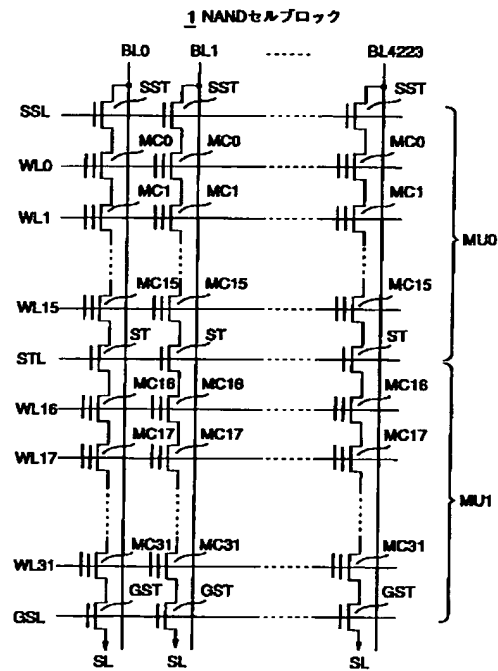 1 NANDセルブロック
BL0 BL1 BL4223
SST SST SST
SSL
MC0 MC0 MC0
WL0
MC1 MC1 MC1
WL1
MU0
MC15 MC15 MC15
WL15
ST ST ST
STL
MC16 MC16 MC16
WL16
MC17 MC17 MC17
WL17
MU1
MC31 MC31 MC31
WL31
GST GST GST
GSL
SL SL SL